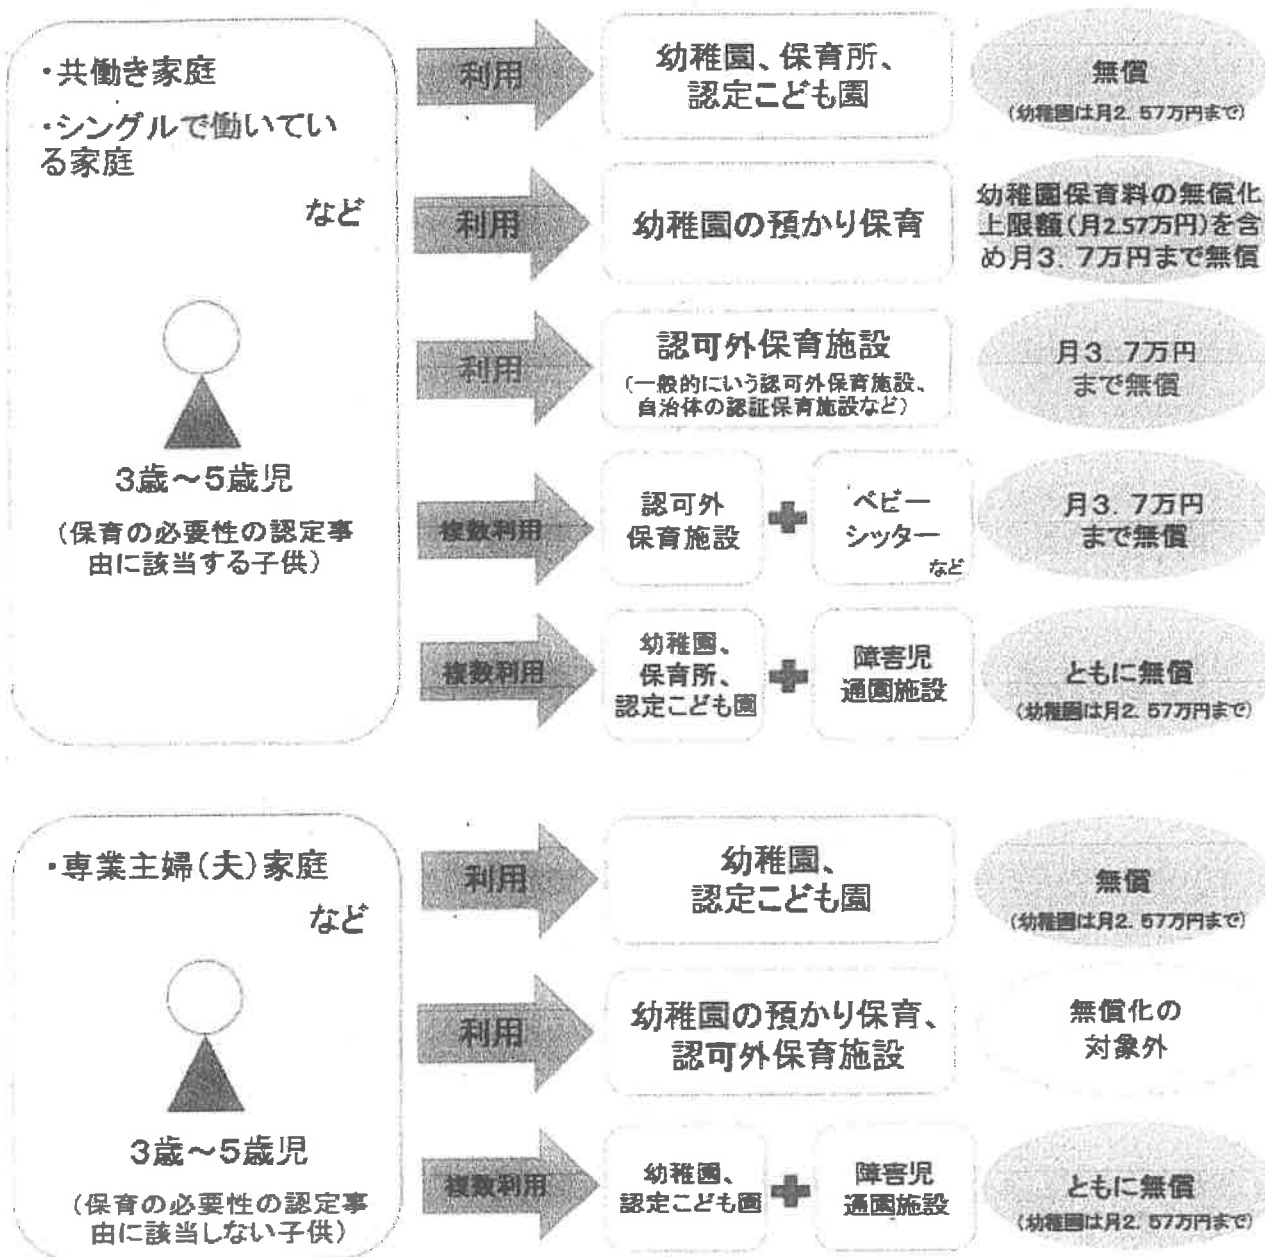 ・共働き家庭
・シングルで働いてい
る家庭
など
3歳～5歳児
(保育の必要性の認定事
由に該当する子供)
利用
幼稚園、保育所、
認定こども園
無償
(幼稚園は月2. 57万円まで)
利用
幼稚園の預かり保育
幼稚園保育料の無償化
上限額(月2.57万円)を含
め月3. 7万円まで無償
利用
認可外保育施設
(一般的にいう認可外保育施設、
自治体の認証保育施設など)
月3. 7万円
まで無償
複数利用
認可外
保育施設
ベビー
シッター
など
月3. 7万円
まで無償
複数利用
幼稚園、
保育所、
認定こども園
障害児
通園施設
ともに無償
(幼稚園は月2. 57万円まで)
・専業主婦(夫)家庭
など
3歳～5歳児
(保育の必要性の認定事
由に該当しない子供)
利用
幼稚園、
認定こども園
無償
(幼稚園は月2. 57万円まで)
利用
幼稚園の預かり保育、
認可外保育施設
無償化の
対象外
複数利用
幼稚園、
認定こども園
障害児
通園施設
ともに無償
(幼稚園は月2. 57万円まで)